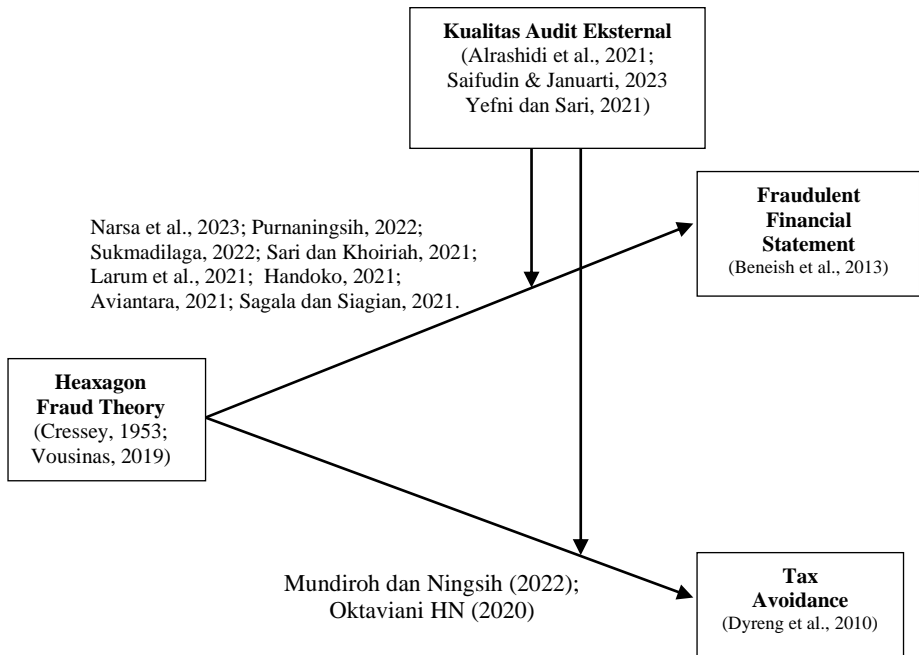 Kualitas Audit Eksternal
(Alrashidi et al., 2021;
Saifudin & Januarti, 2023
Yefni dan Sari, 2021)
Narsa et al., 2023; Purnaningsih, 2022;
Sukmadilaga, 2022; Sari dan Khoiriah, 2021;
Larum et al., 2021; Handoko, 2021;
Aviantara, 2021; Sagala dan Siagian, 2021.
Fraudulent
Financial
Statement
(Beneish et al., 2013)
Heaxagon
Fraud Theory
(Cressey, 1953;
Vousinas, 2019)
Mundiroh dan Ningsih (2022);
Oktaviani HN (2020)
Tax
Avoidance
(Dyreng et al., 2010)